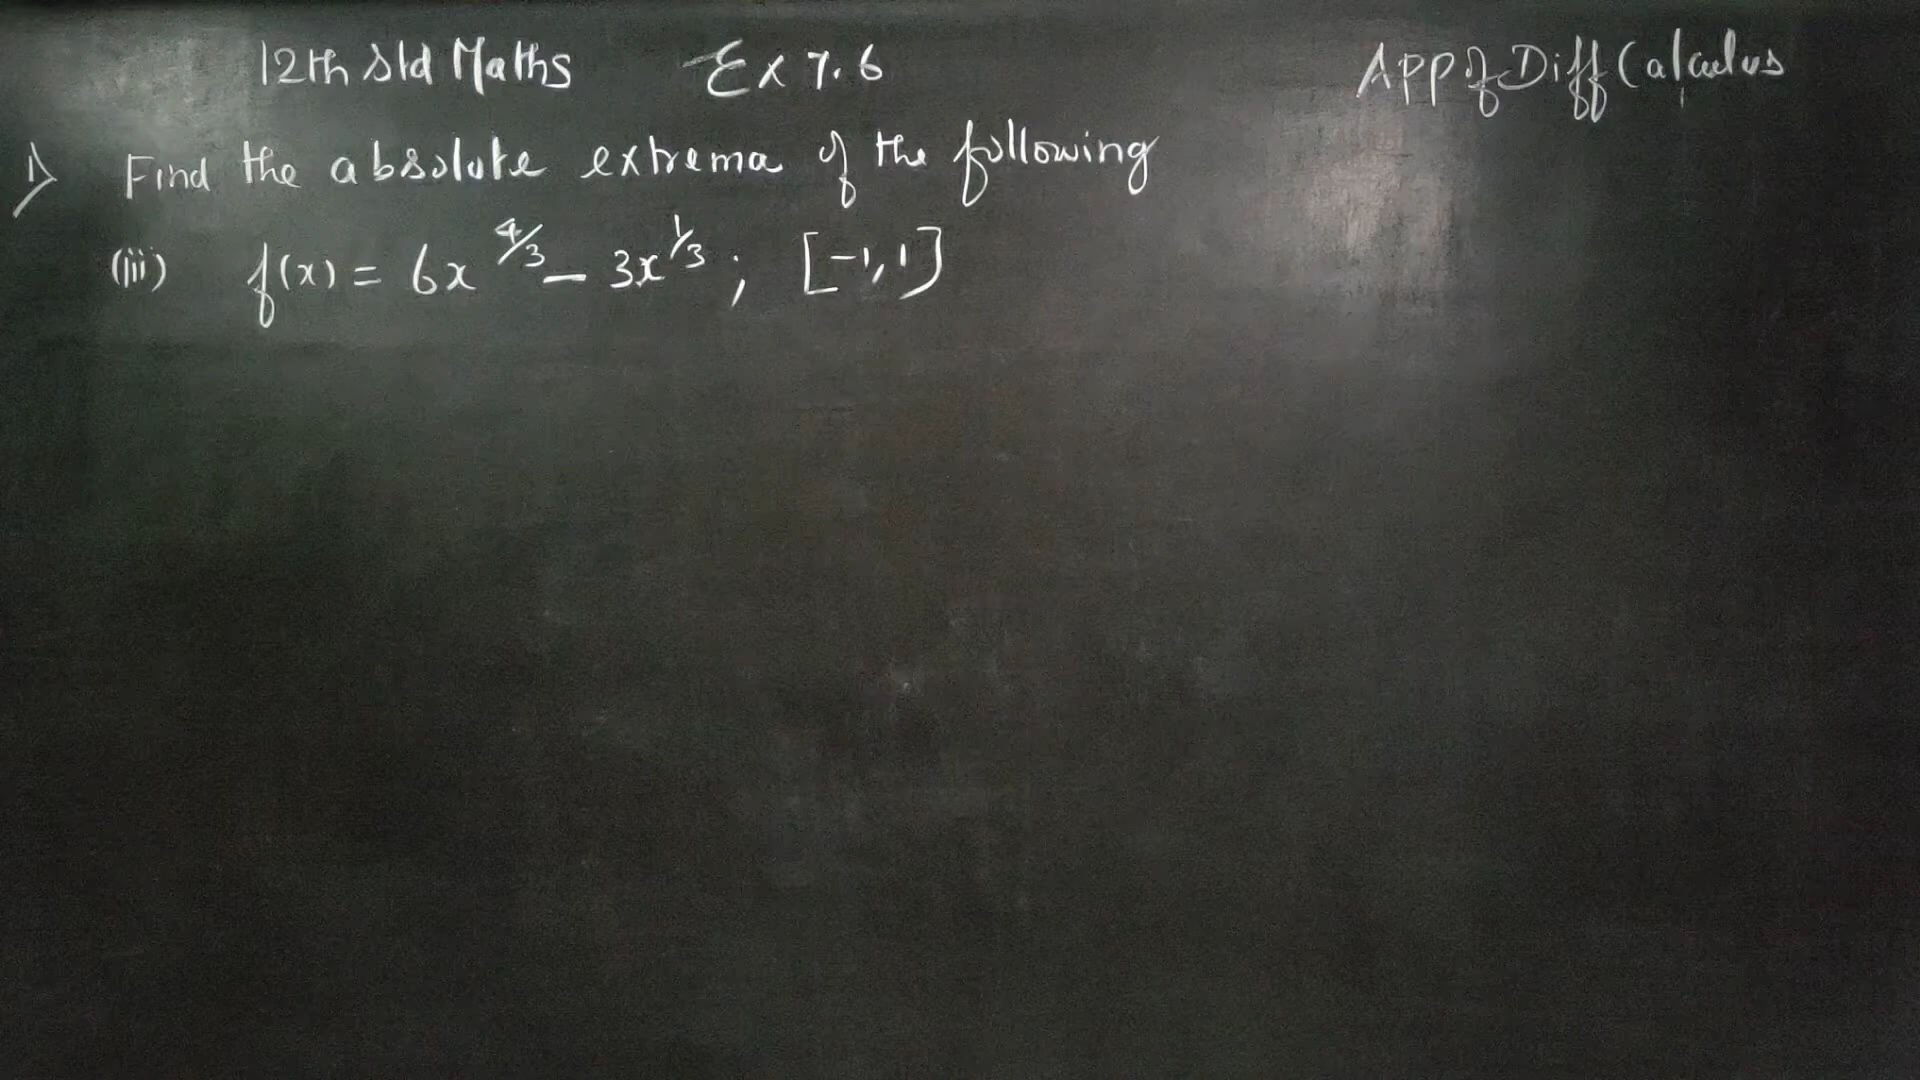 12th Std Maths Ex 7.6 App of Diff Calculus
1) Find the absolute extrema of the following
(iii) f(x) = 6x^{4/3} - 3x^{1/3} ; [-1,1]